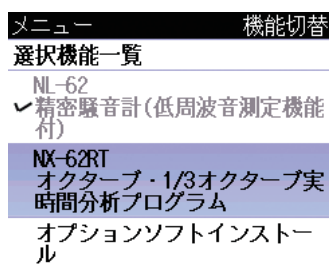 メニュー 機能切替
選択機能一覧
NL-62
✓精密騒音計(低周波音測定機能
付)
NX-62RT
オクターブ・1/3オクターブ実
時間分析プログラム
オプションソフトインストー
ル